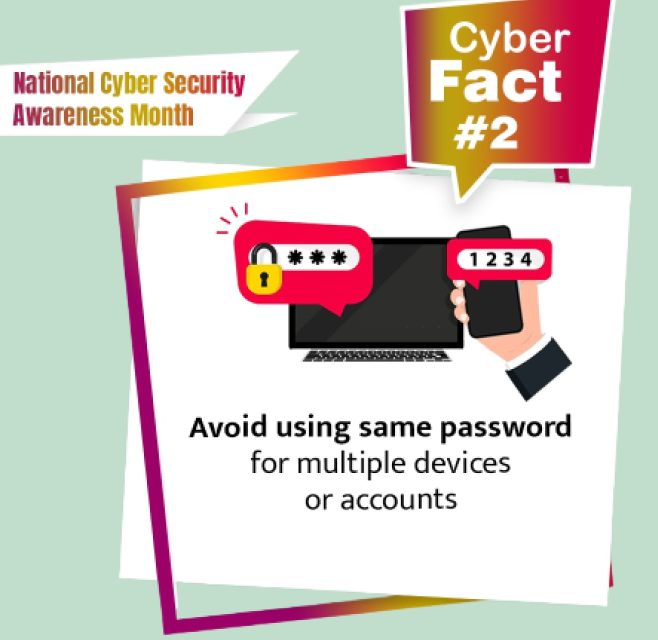 National Cyber Security
Awareness Month
Cyber
Fact
#2
***
1234
Avoid using same password
for multiple devices
or accounts